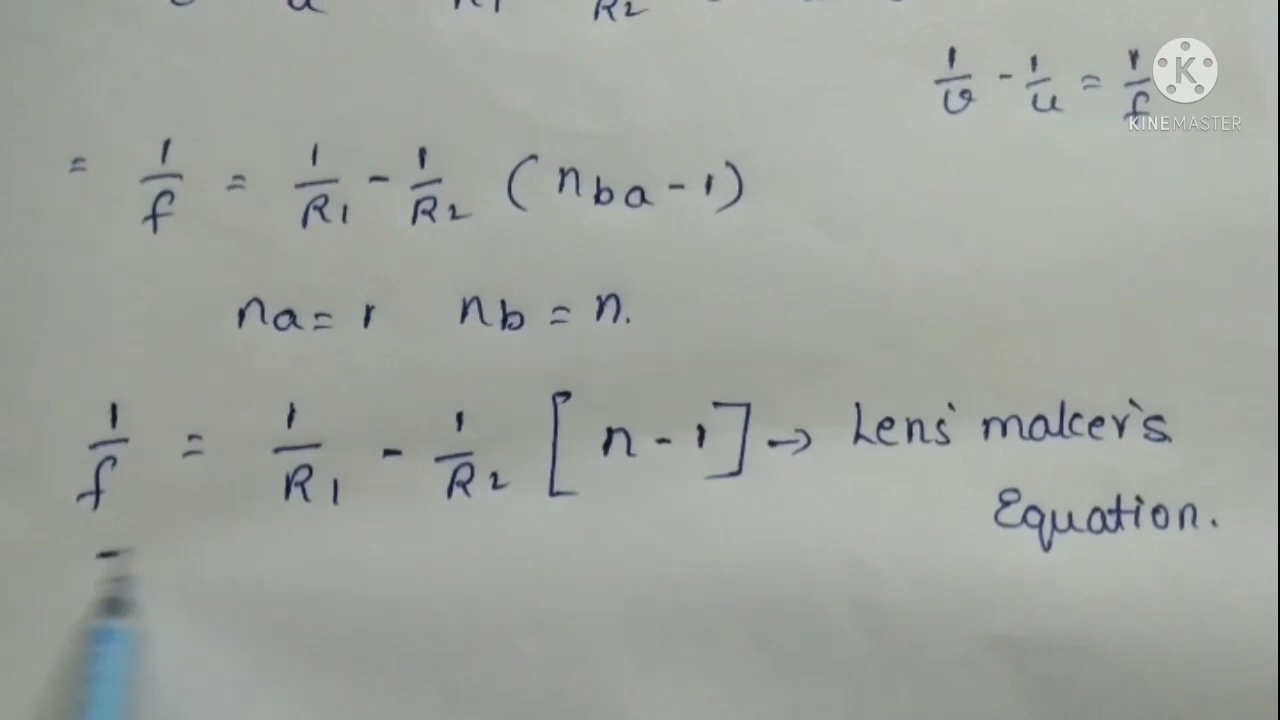 1/v - 1/u = 1/f
KINEMASTER
= 1/f = 1/R1 - 1/R2 (nba - 1)
na = 1 nb = n.
1/f = 1/R1 - 1/R2 [n - 1] → Lens' maker's
Equation.